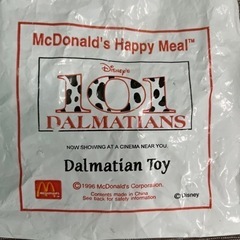 McDonald's Happy Meal™
Disney's
101
DALMATIANS
NOW SHOWING AT A CINEMA NEAR YOU.
Dalmatian Toy
McDonald's
©1996 McDonald's Corporation.
Contents made in China.
See back for safety information
©Disney